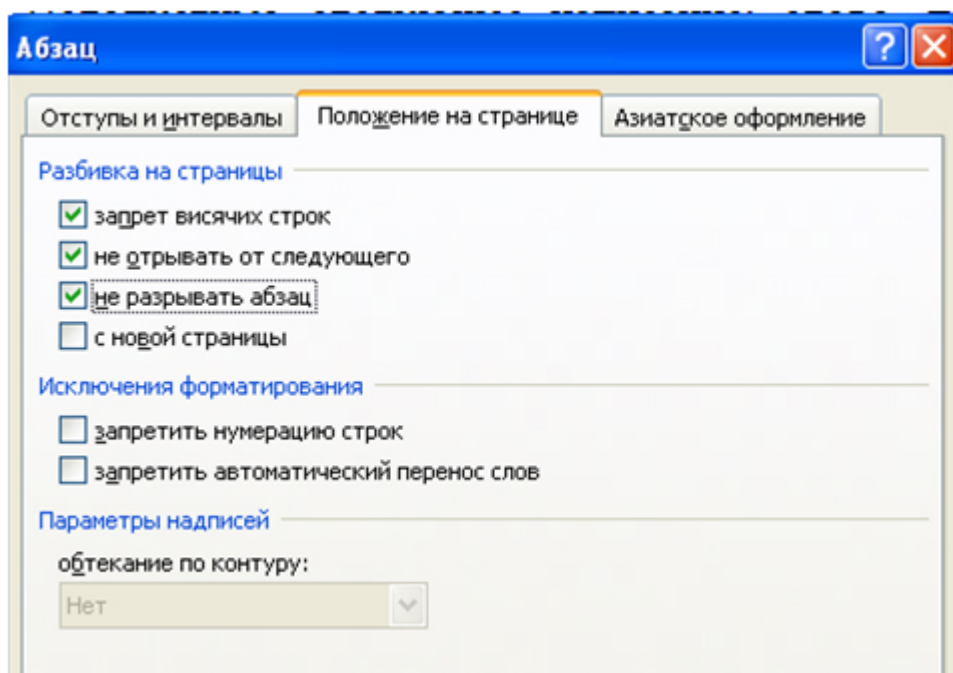 Абзац
Отступы и интервалы Положение на странице Азиатское оформление
Разбивка на страницы
запрет висячих строк
не отрывать от следующего
не разрывать абзац
с новой страницы
Исключения форматирования
запретить нумерацию строк
запретить автоматический перенос слов
Параметры надписей
обтекание по контуру:
Нет